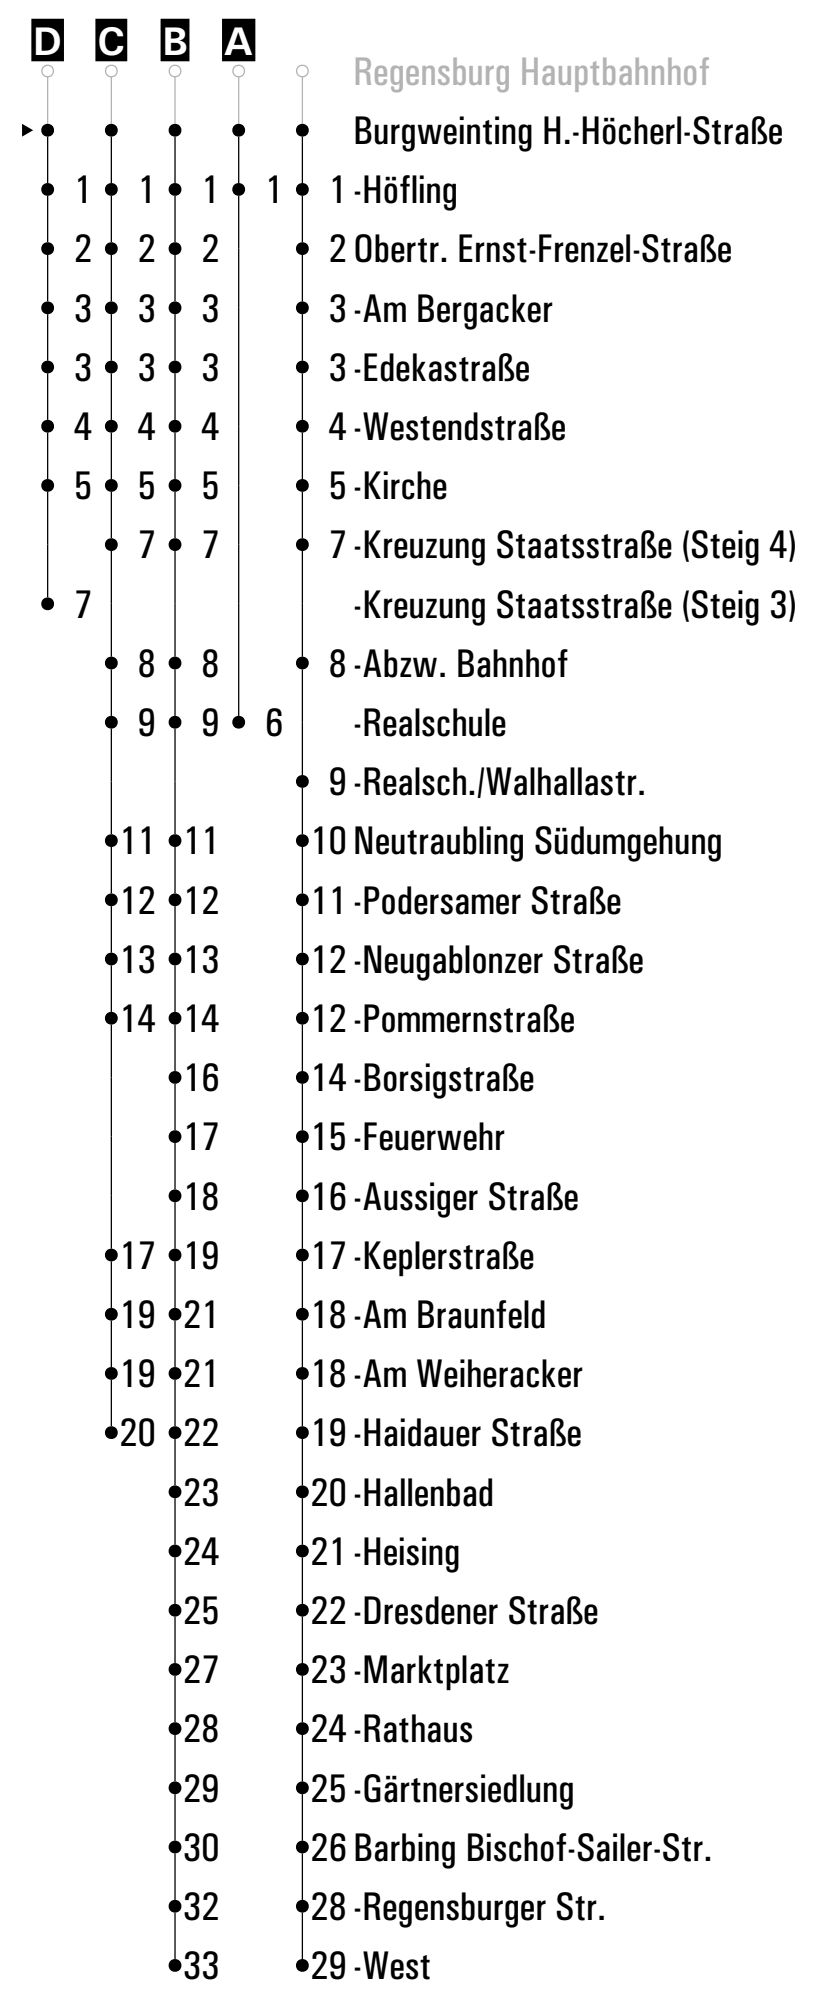 D C B A
Regensburg Hauptbahnhof
Burgweinting H.-Höcherl-Straße
1 1 1 1 1 -Höfling
2 2 2 2 Obertr. Ernst-Frenzel-Straße
3 3 3 3 -Am Bergacker
3 3 3 3 -Edekastraße
4 4 4 4 -Westendstraße
5 5 5 5 -Kirche
7 7 7 -Kreuzung Staatsstraße (Steig 4)
7 -Kreuzung Staatsstraße (Steig 3)
8 8 8 -Abzw. Bahnhof
9 9 6 -Realschule
9 -Realsch./Walhallastr.
11 11 10 Neutraubling Südumgehung
12 12 11 -Podersamer Straße
13 13 12 -Neugablonzer Straße
14 14 12 -Pommernstraße
16 14 -Borsigstraße
17 15 -Feuerwehr
18 16 -Aussiger Straße
17 19 17 -Keplerstraße
19 21 18 -Am Braunfeld
19 21 18 -Am Weiheracker
20 22 19 -Haidauer Straße
23 20 -Hallenbad
24 21 -Heising
25 22 -Dresdener Straße
27 23 -Marktplatz
28 24 -Rathaus
29 25 -Gärtnersiedlung
30 26 Barbing Bischof-Sailer-Str.
32 28 -Regensburger Str.
33 29 -West